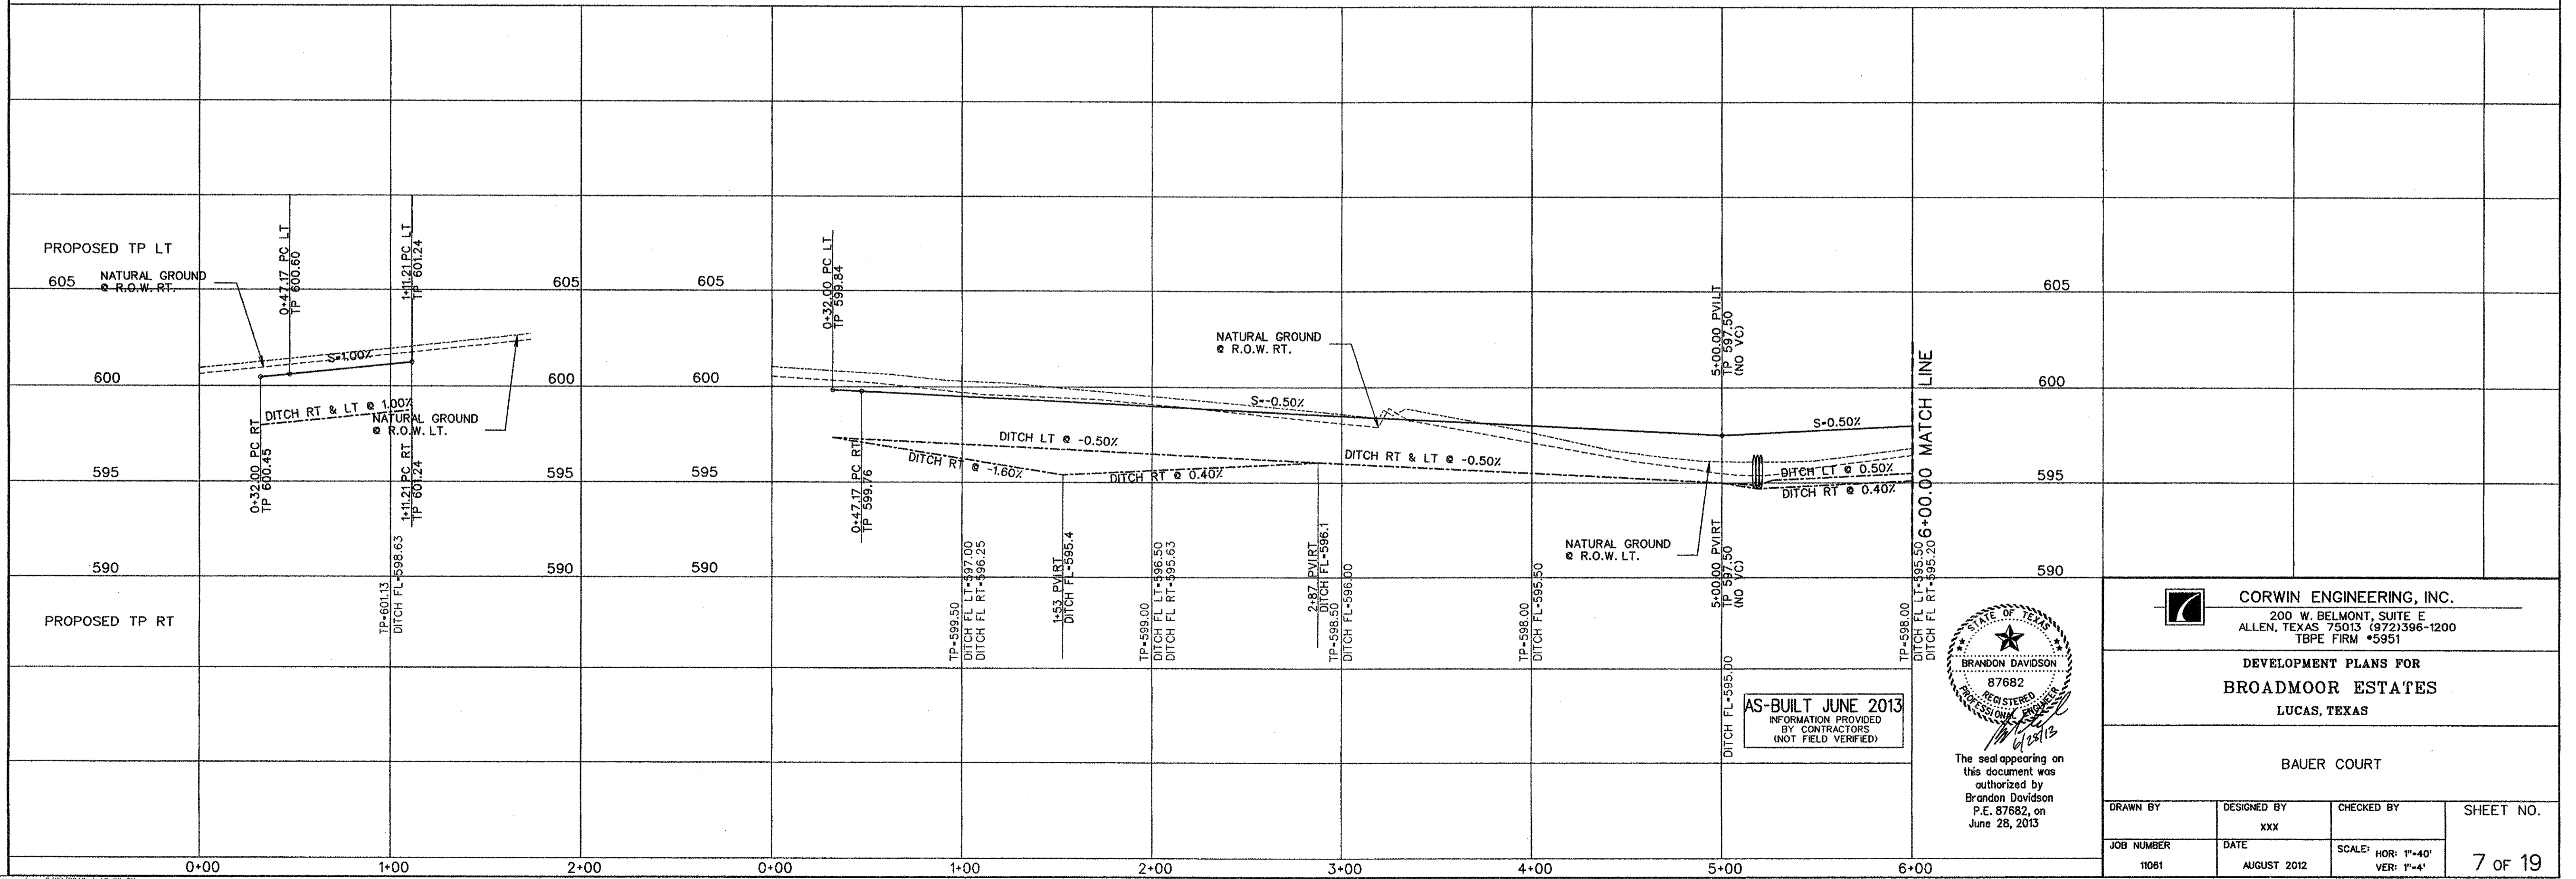 PROPOSED TP LT
NATURAL GROUND
@ R.O.W. RT.
605
605
605
605
0+47.17 PC LT
TP 600.60
1+11.21 PC LT
TP 601.24
S=1.00%
600
600
600
600
DITCH RT & LT @ 1.00%
NATURAL GROUND
@ R.O.W. LT.
0+32.00 PC RT
TP 600.45
1+11.21 PC RT
TP 601.24
595
595
595
595
590
590
590
590
TP=601.13
DITCH FL=598.63
PROPOSED TP RT
0+32.00 PC LT
TP 599.84
0+47.17 PC RT
TP 599.76
NATURAL GROUND
@ R.O.W. RT.
S=-0.50%
DITCH LT @ -0.50%
DITCH RT @ -1.60%
DITCH RT @ 0.40%
DITCH RT & LT @ -0.50%
TP=599.50
DITCH FL LT=597.00
DITCH FL RT=596.25
1+53 PVIRT
DITCH FL=595.4
TP=599.00
DITCH FL LT=596.50
DITCH FL RT=595.63
2+87 PVIRT
DITCH FL=596.1
TP=598.50
DITCH FL=596.00
TP=598.00
DITCH FL=595.50
NATURAL GROUND
@ R.O.W. LT.
5+00.00 PVILT
TP 597.50
(NO VC)
5+00.00 PVIRT
TP 597.50
(NO VC)
DITCH FL=595.00
S=0.50%
DITCH LT @ 0.50%
DITCH RT @ 0.40%
6+00.00 MATCH LINE
TP=598.00
DITCH FL LT=595.50
DITCH FL RT=595.20
AS-BUILT JUNE 2013
INFORMATION PROVIDED
BY CONTRACTORS
(NOT FIELD VERIFIED)
STATE OF TEXAS
BRANDON DAVIDSON
87682
REGISTERED
PROFESSIONAL ENGINEER
6/28/13
The seal appearing on
this document was
authorized by
Brandon Davidson
P.E. 87682, on
June 28, 2013
CORWIN ENGINEERING, INC.
200 W. BELMONT, SUITE E
ALLEN, TEXAS 75013 (972)396-1200
TBPE FIRM #5951
DEVELOPMENT PLANS FOR
BROADMOOR ESTATES
LUCAS, TEXAS
BAUER COURT
DRAWN BY
DESIGNED BY
XXX
CHECKED BY
SHEET NO.
JOB NUMBER
11061
DATE
AUGUST 2012
SCALE: HOR: 1"=40'
VER: 1"=4'
7 OF 19
0+00
1+00
2+00
0+00
1+00
2+00
3+00
4+00
5+00
6+00